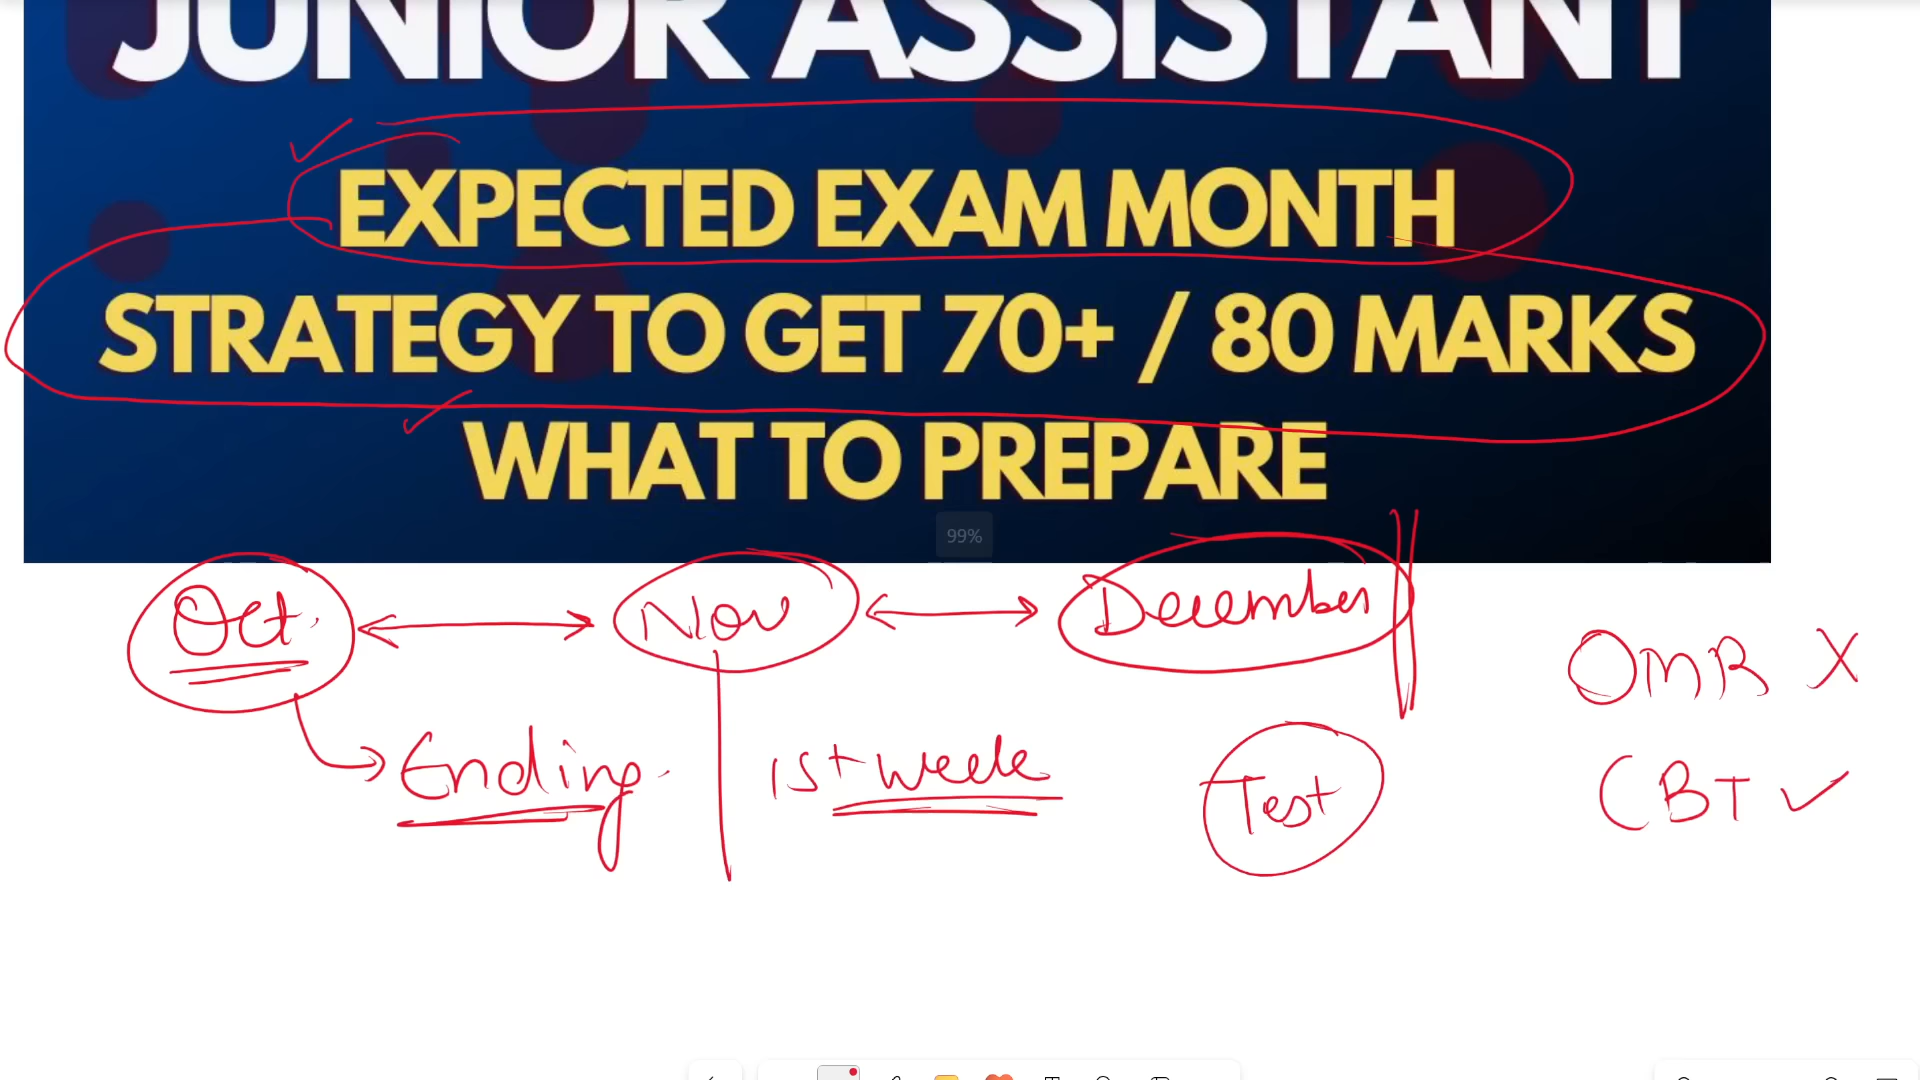 JUNIOR ASSISTANT
EXPECTED EXAM MONTH
STRATEGY TO GET 70+ / 80 MARKS
WHAT TO PREPARE
99%
Oct. Nov December
OMR X
Ending. 1st week Test CBT ✓